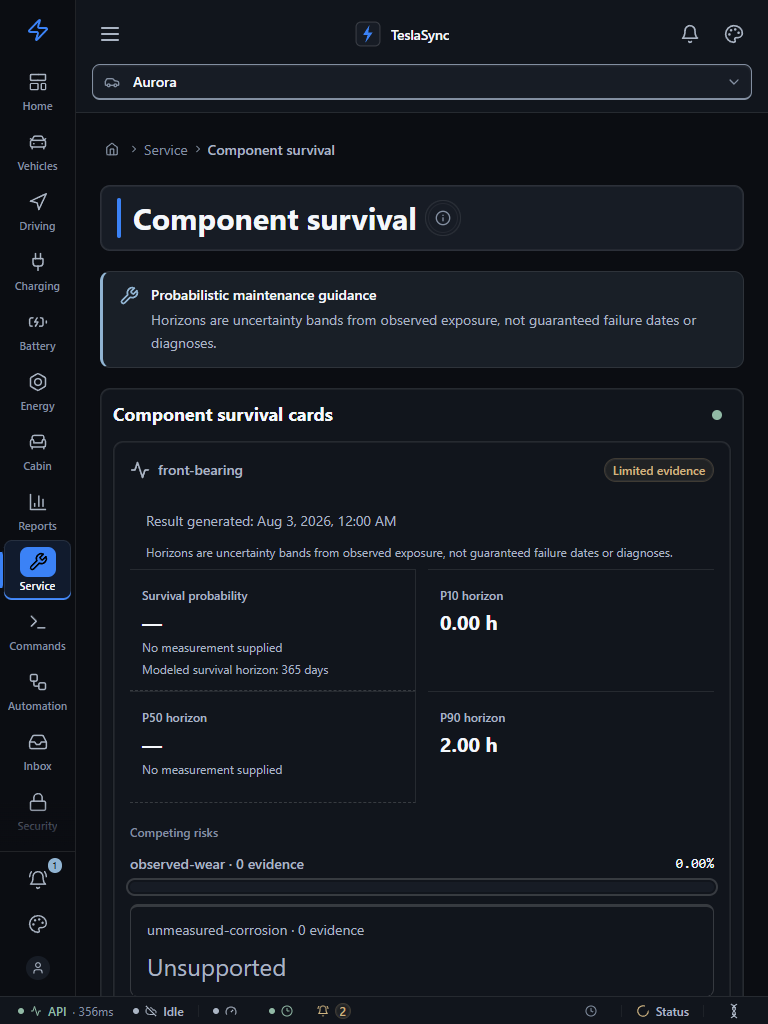 TeslaSync
Aurora
Home
Vehicles
Driving
Charging
Battery
Energy
Cabin
Reports
Service
Commands
Automation
Inbox
Security
1
Service > Component survival
Component survival
Probabilistic maintenance guidance
Horizons are uncertainty bands from observed exposure, not guaranteed failure dates or
diagnoses.
Component survival cards
front-bearing
Limited evidence
Result generated: Aug 3, 2026, 12:00 AM
Horizons are uncertainty bands from observed exposure, not guaranteed failure dates or diagnoses.
Survival probability
—
No measurement supplied
Modeled survival horizon: 365 days
P10 horizon
0.00 h
P50 horizon
—
No measurement supplied
P90 horizon
2.00 h
Competing risks
observed-wear · 0 evidence
0.00%
unmeasured-corrosion · 0 evidence
Unsupported
API · 356ms
Idle
2
Status